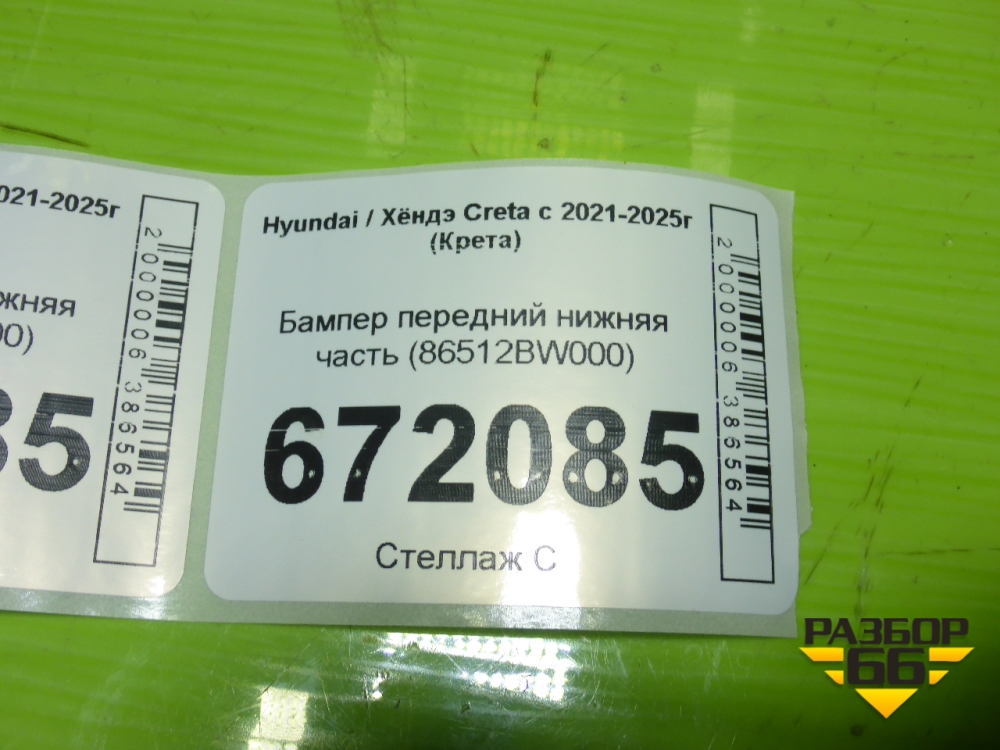 021-2025г
жняя
00)
85
2000006386564
Hyundai / Хёндэ Creta с 2021-2025г
(Крета)
Бампер передний нижняя
часть (86512BW000)
672085
Стеллаж С
2000006386564
РАЗБОР
66